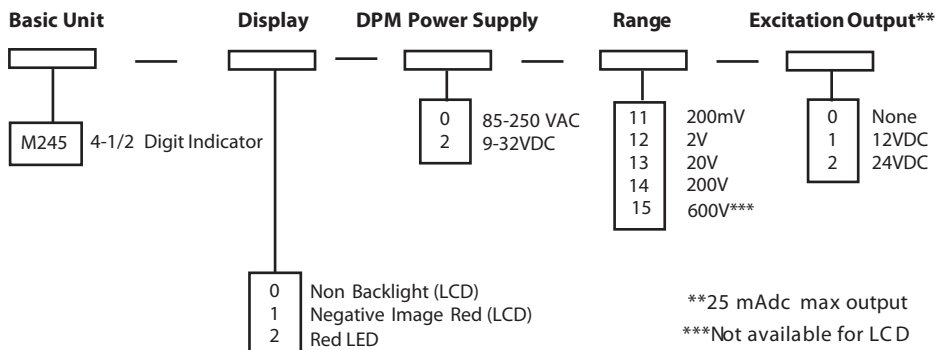 Basic Unit Display DPM Power Supply Range Excitation Output**
M245 4-1/2 Digit Indicator
0 85-250 VAC
2 9-32VDC
11 200mV
12 2V
13 20V
14 200V
15 600V***
0 None
1 12VDC
2 24VDC
0 Non Backlight (LCD)
1 Negative Image Red (LCD)
2 Red LED
**25 mAdc max output
***Not available for LCD